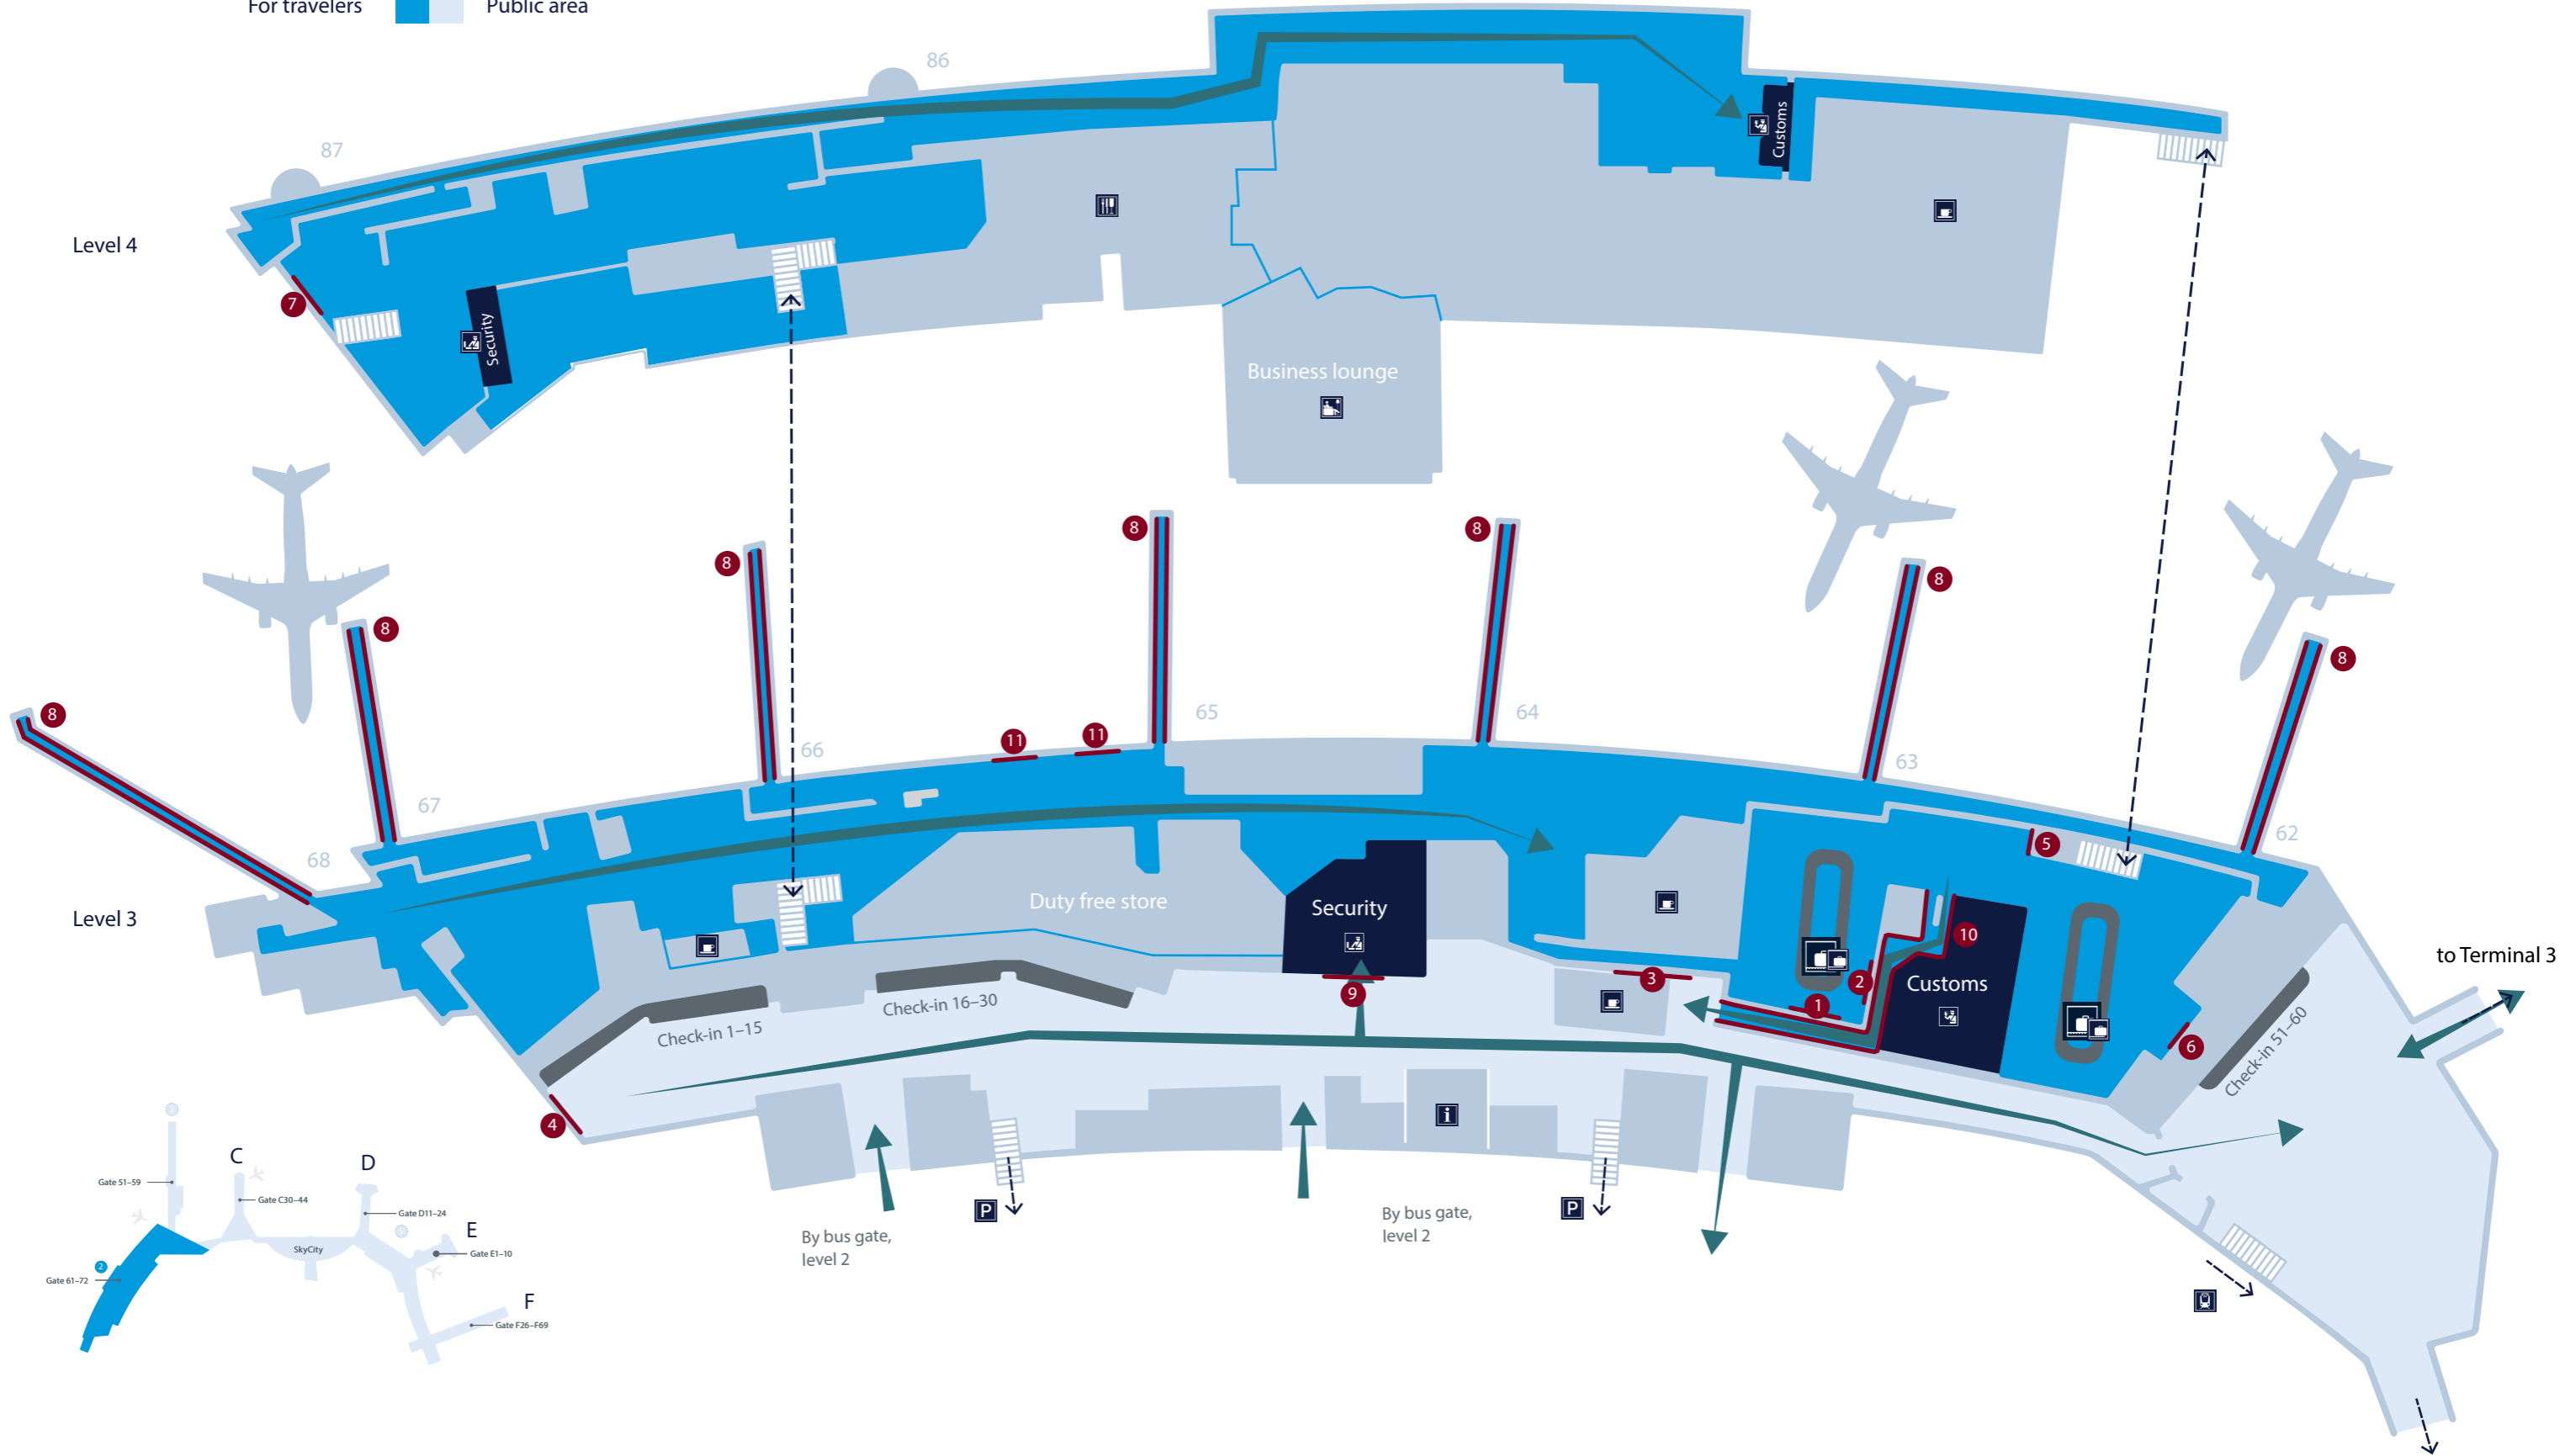 For travelers
Public area
86
87
Customs
Level 4
7
Security
Business lounge
8
8
8
8
8
8
8
65
64
11
11
66
63
67
62
68
5
Duty free store
Security
Level 3
10
to Terminal 3
3
2
Customs
9
1
Check-in 16–30
Check-in 1–15
6
Check-in 51–60
4
i
P
P
By bus gate,
level 2
By bus gate,
level 2
C
D
E
F
Gate 51–59
Gate C30–44
Gate D11–24
SkyCity
Gate E1–10
2
Gate 61–72
Gate F26–F69